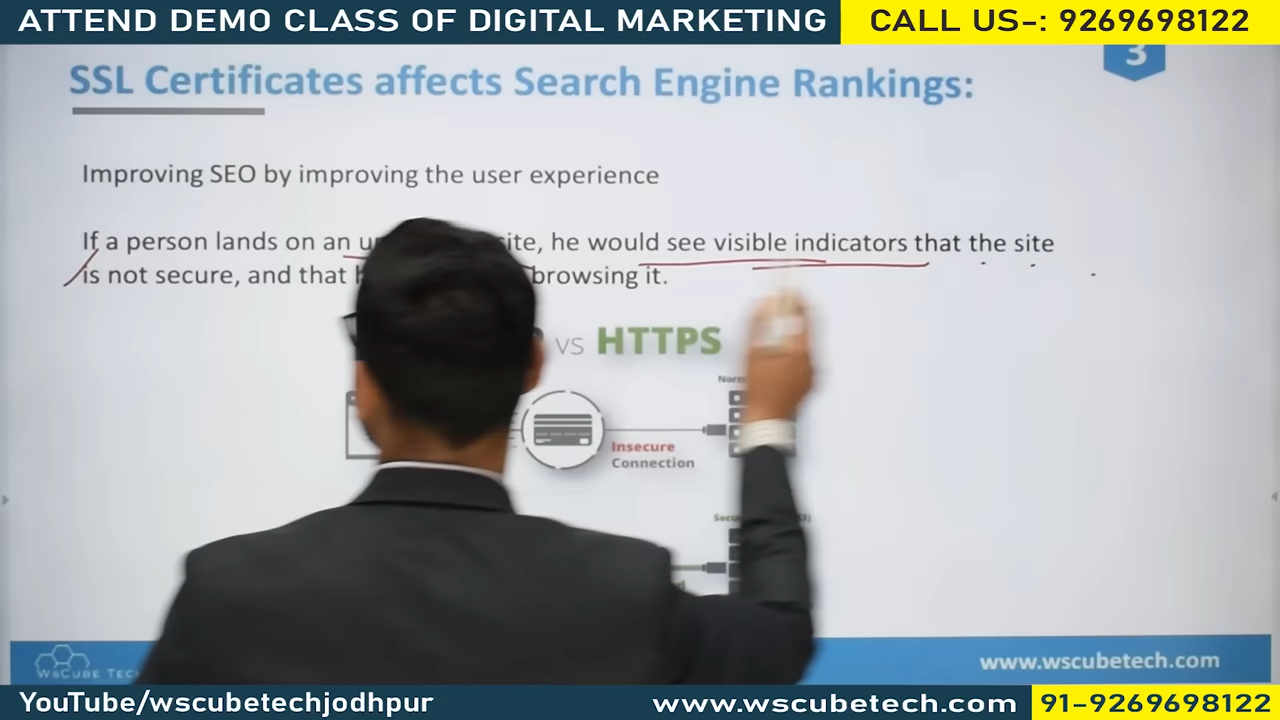 ATTEND DEMO CLASS OF DIGITAL MARKETING
CALL US-: 9269698122
3
SSL Certificates affects Search Engine Rankings:
Improving SEO by improving the user experience
If a person lands on an site, he would see visible indicators that the site
is not secure, and that browsing it.
vs HTTPS
Insecure
Connection
WsCube Tech
www.wscubetech.com
YouTube/wscubetechjodhpur
www.wscubetech.com
91-9269698122